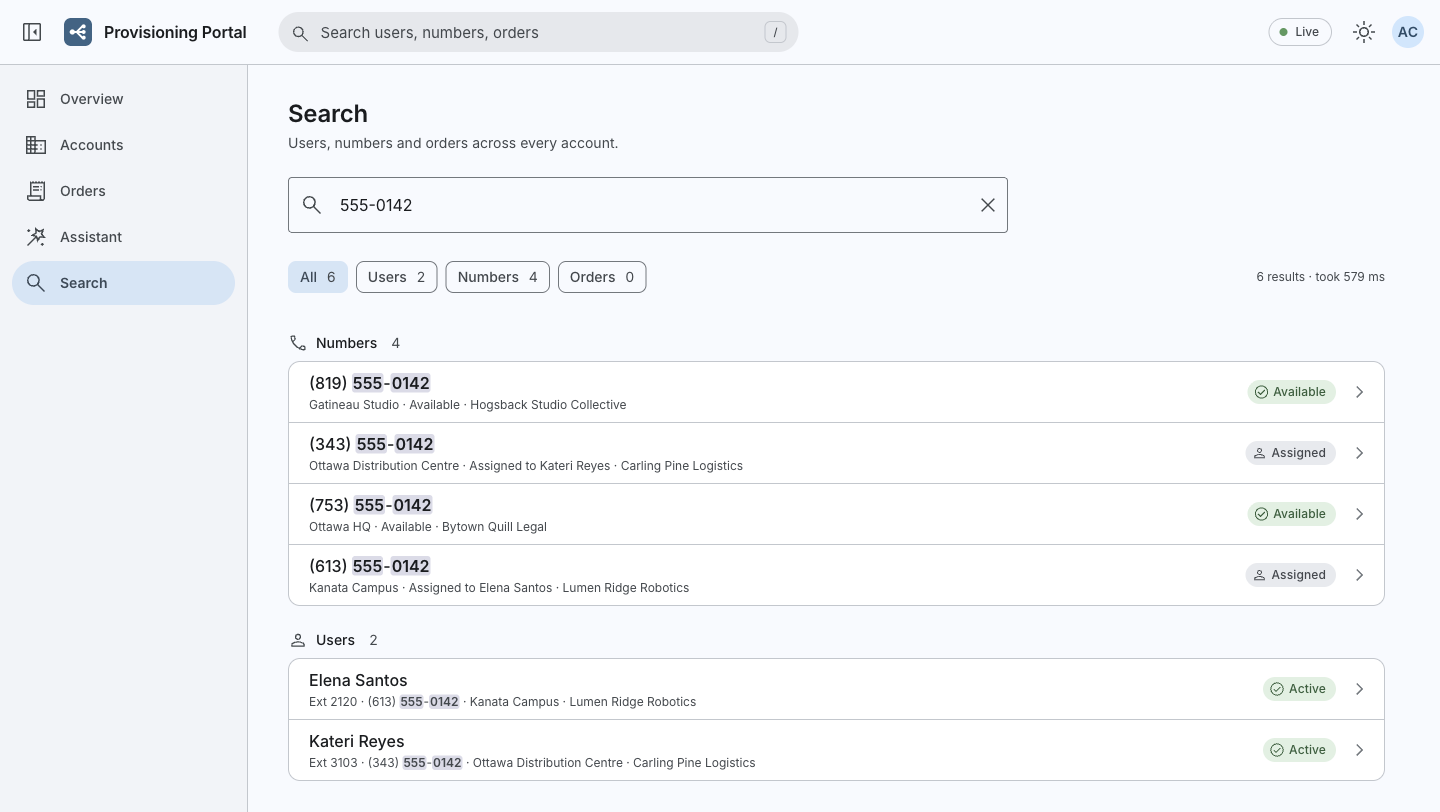 Provisioning Portal
Search users, numbers, orders /
Live
AC
Overview
Accounts
Orders
Assistant
Search
Search
Users, numbers and orders across every account.
555-0142
All 6 Users 2 Numbers 4 Orders 0
6 results · took 579 ms
Numbers 4
(819) 555-0142
Gatineau Studio · Available · Hogsback Studio Collective
Available
(343) 555-0142
Ottawa Distribution Centre · Assigned to Kateri Reyes · Carling Pine Logistics
Assigned
(753) 555-0142
Ottawa HQ · Available · Bytown Quill Legal
Available
(613) 555-0142
Kanata Campus · Assigned to Elena Santos · Lumen Ridge Robotics
Assigned
Users 2
Elena Santos
Ext 2120 · (613) 555-0142 · Kanata Campus · Lumen Ridge Robotics
Active
Kateri Reyes
Ext 3103 · (343) 555-0142 · Ottawa Distribution Centre · Carling Pine Logistics
Active